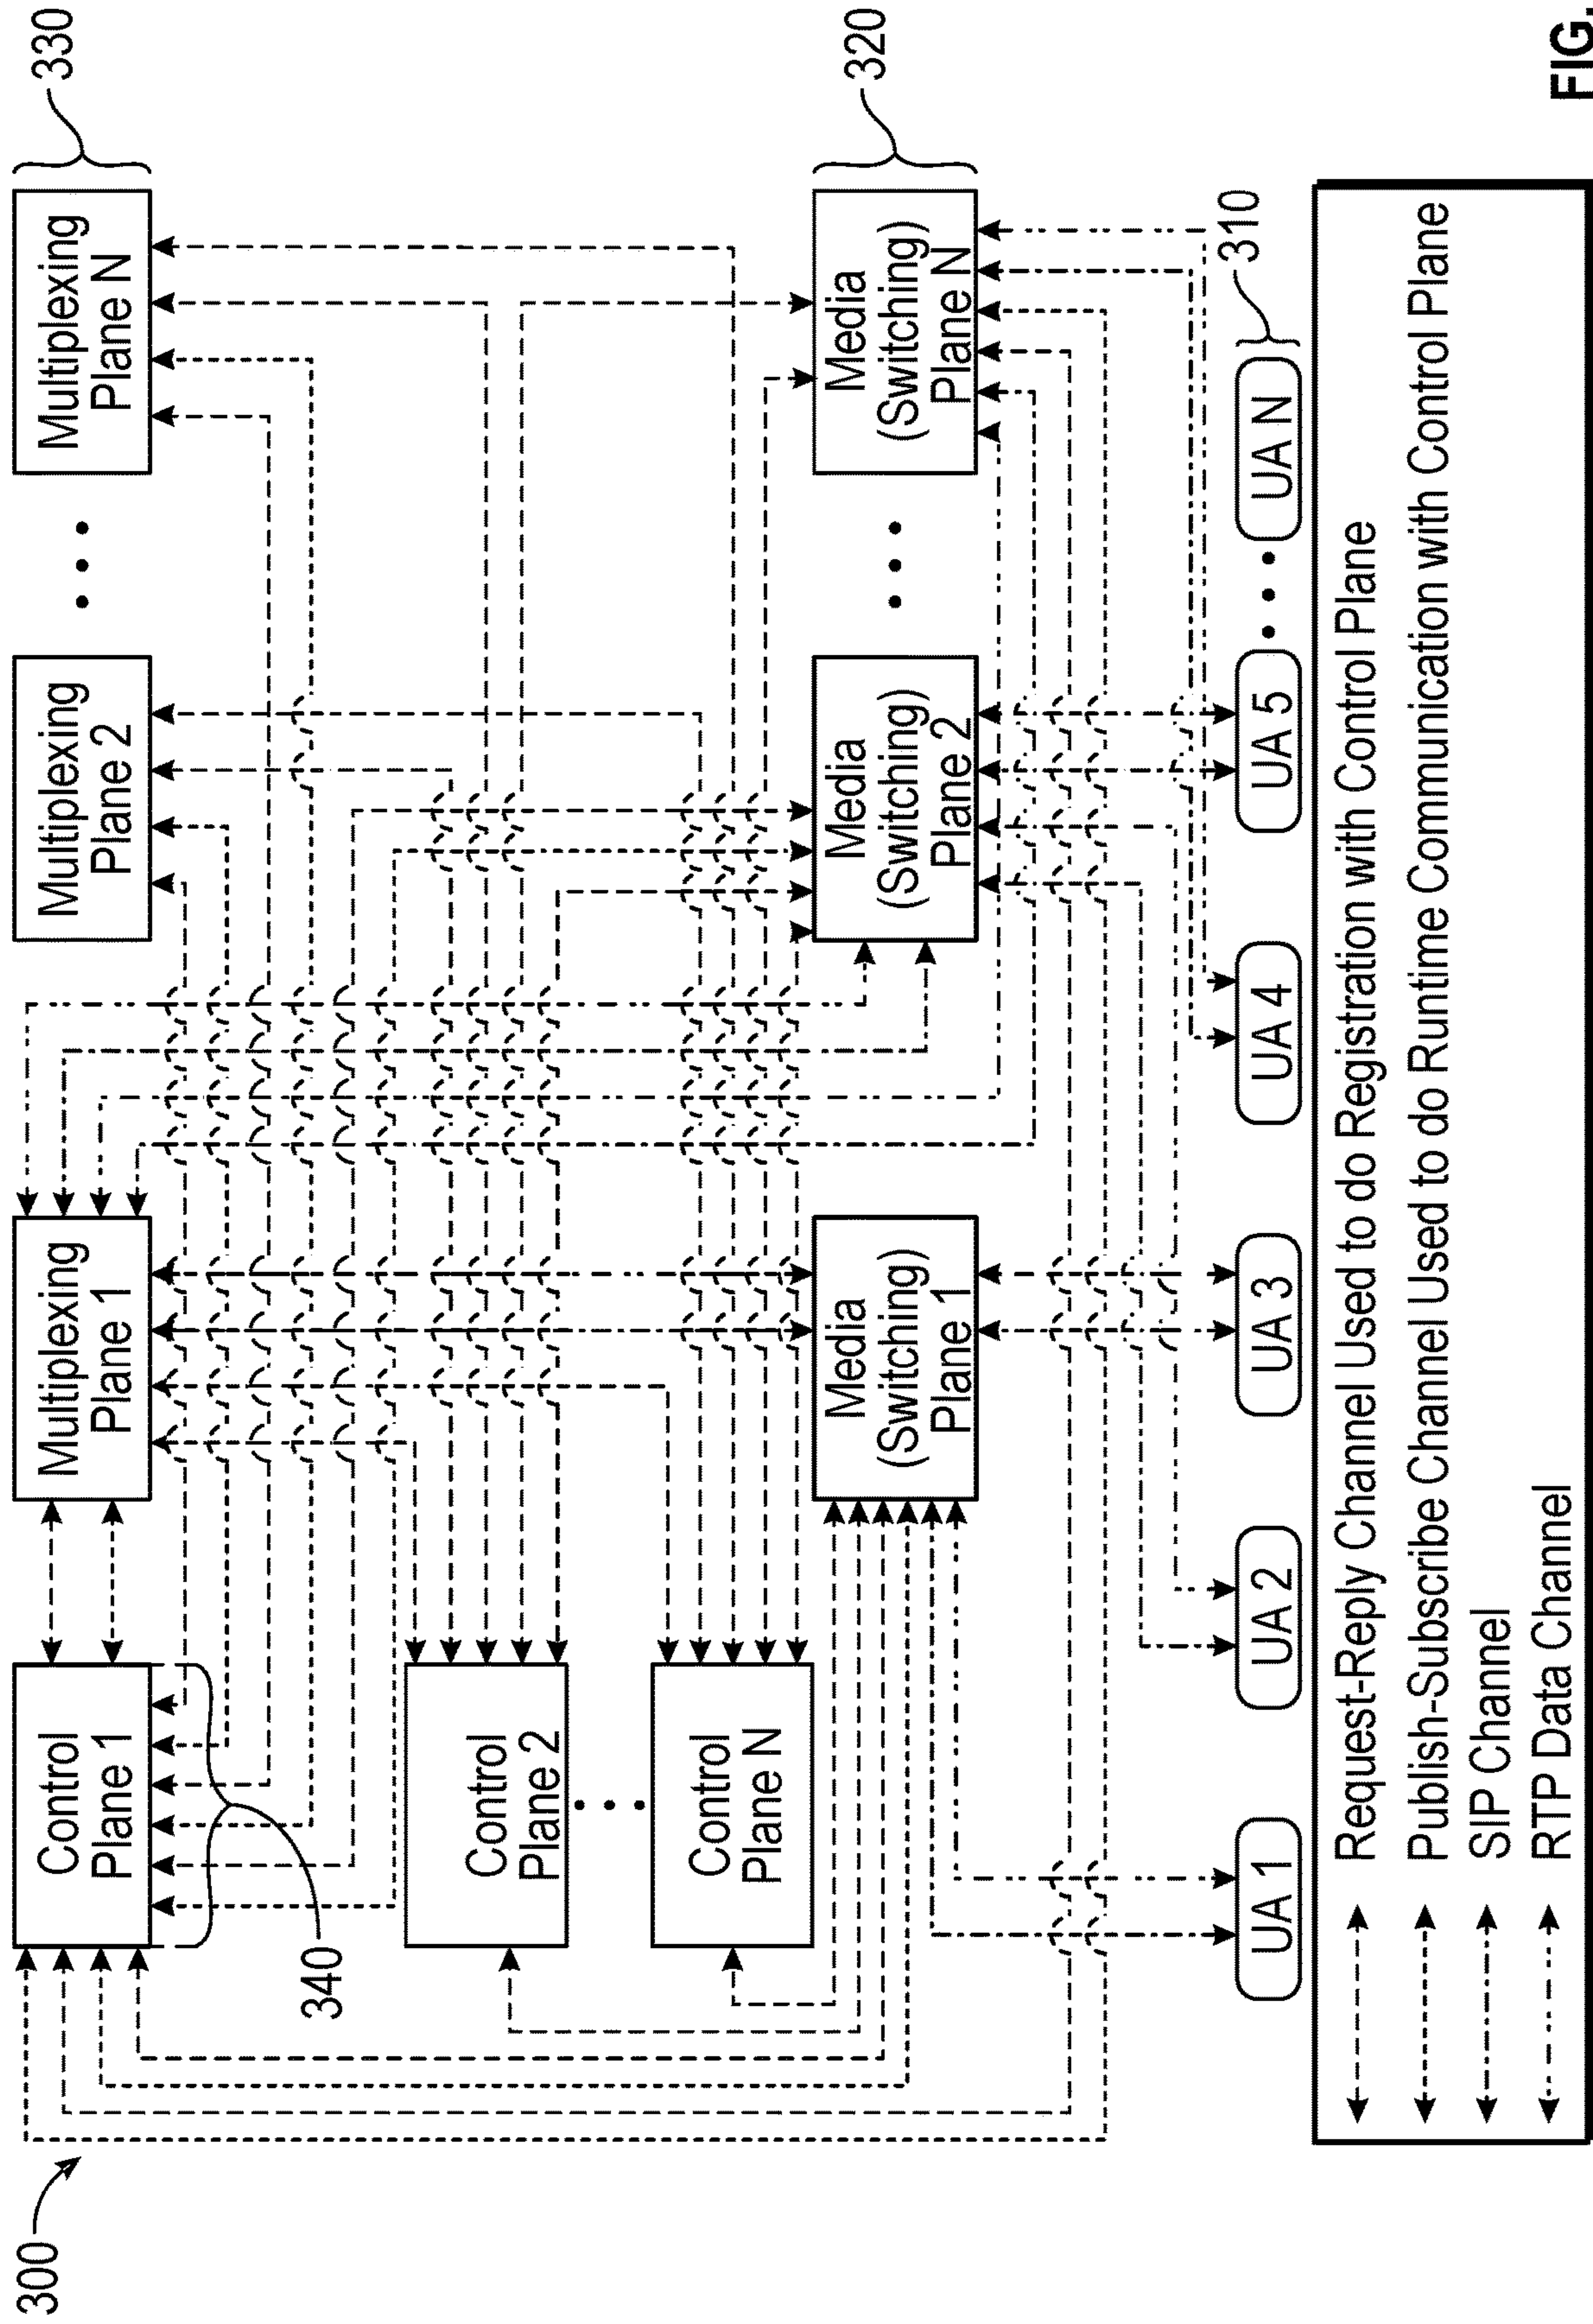 300
Control
Plane 1
Multiplexing
Plane 1
Multiplexing
Plane 2
• • •
Multiplexing
Plane N
330
340
Control
Plane 2
• • •
Control
Plane N
Media
(Switching)
Plane 1
Media
(Switching)
Plane 2
• • •
Media
(Switching)
Plane N
320
UA 1
UA 2
UA 3
UA 4
UA 5
• • •
UA N
310
Request-Reply Channel Used to do Registration with Control Plane
Publish-Subscribe Channel Used to do Runtime Communication with Control Plane
SIP Channel
RTP Data Channel
FIG.